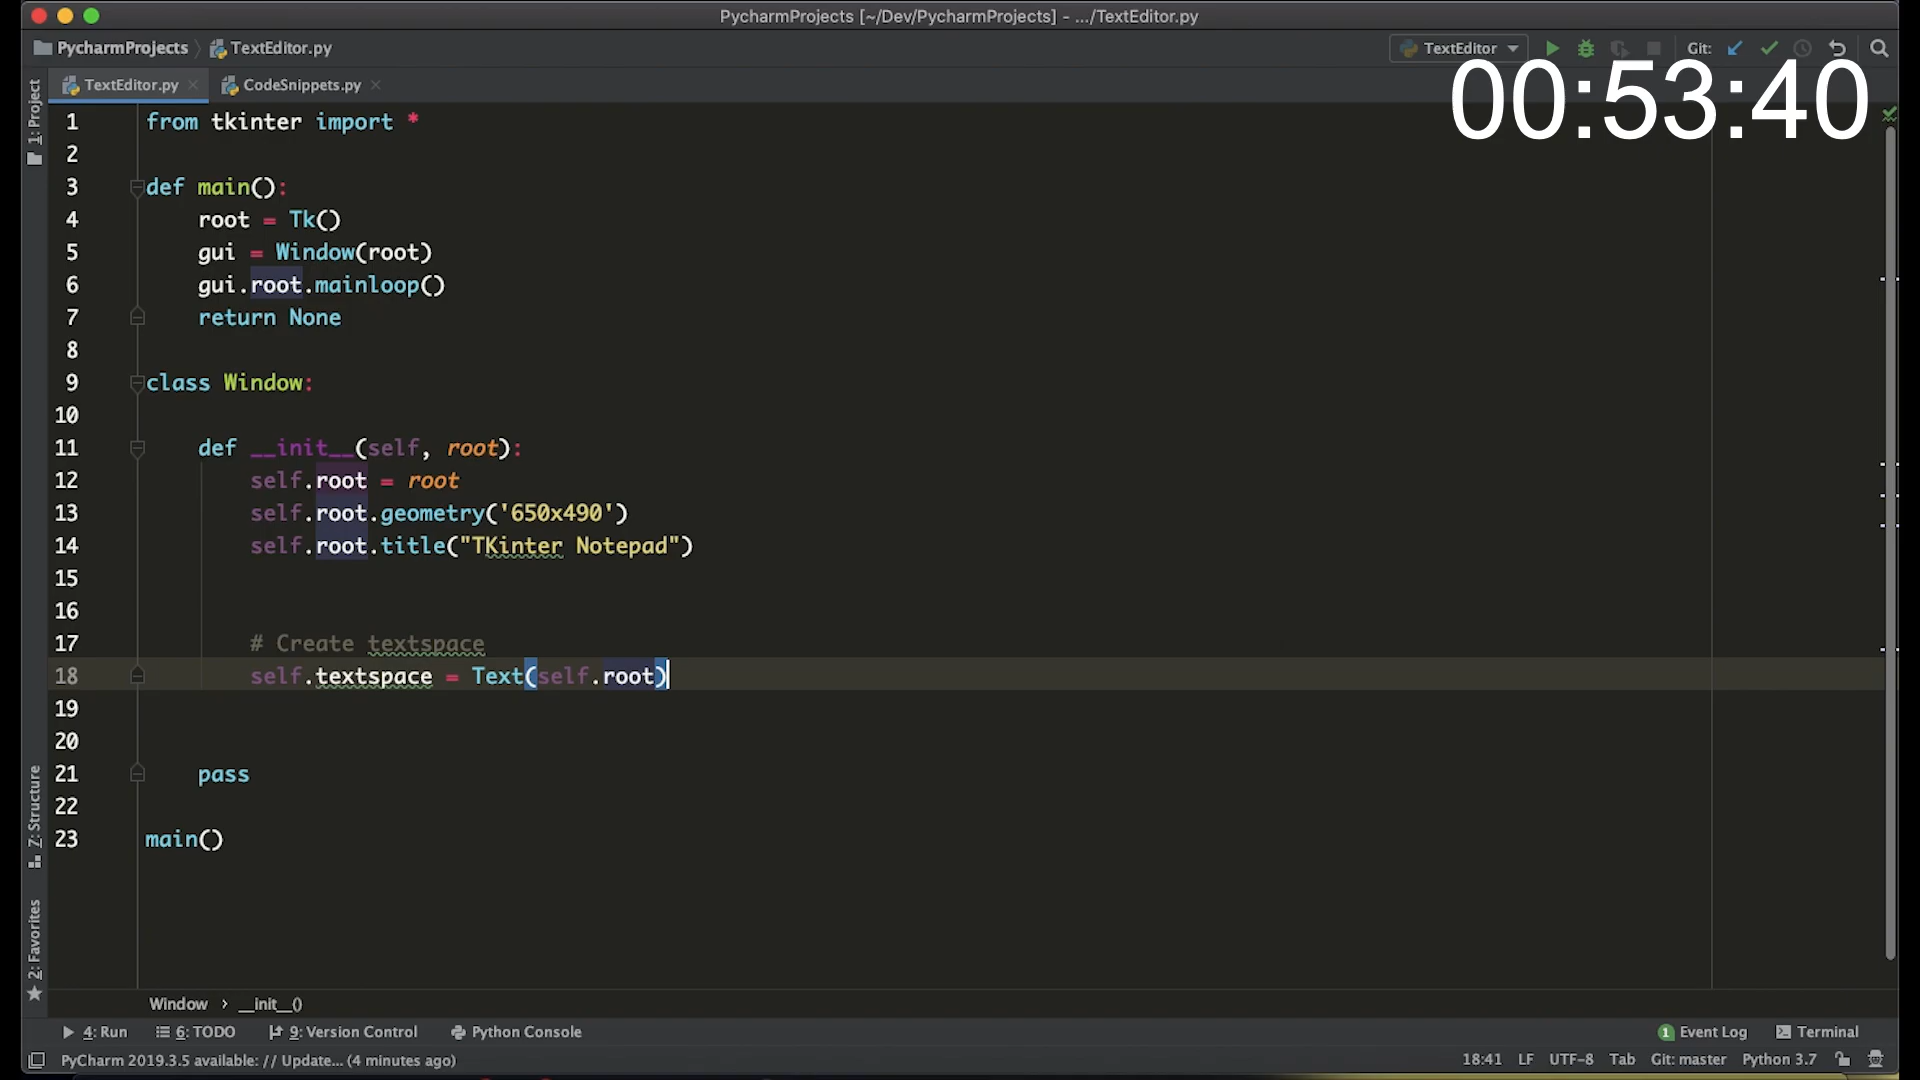 PycharmProjects [~/Dev/PycharmProjects] - .../TextEditor.py
PycharmProjects TextEditor.py TextEditor Git:
00:53:40
TextEditor.py CodeSnippets.py
1: Project
1 from tkinter import *
2
3 def main():
4 root = Tk()
5 gui = Window(root)
6 gui.root.mainloop()
7 return None
8
9 class Window:
10
11 def __init__(self, root):
12 self.root = root
13 self.root.geometry('650x490')
14 self.root.title("TKinter Notepad")
15
16
17 # Create textspace
18 self.textspace = Text(self.root)
19
20
21 pass
22
23 main()
Z: Structure
2: Favorites
Window › __init__()
4: Run 6: TODO 9: Version Control Python Console 1 Event Log Terminal
PyCharm 2019.3.5 available: // Update... (4 minutes ago) 18:41 LF UTF-8 Tab Git: master Python 3.7